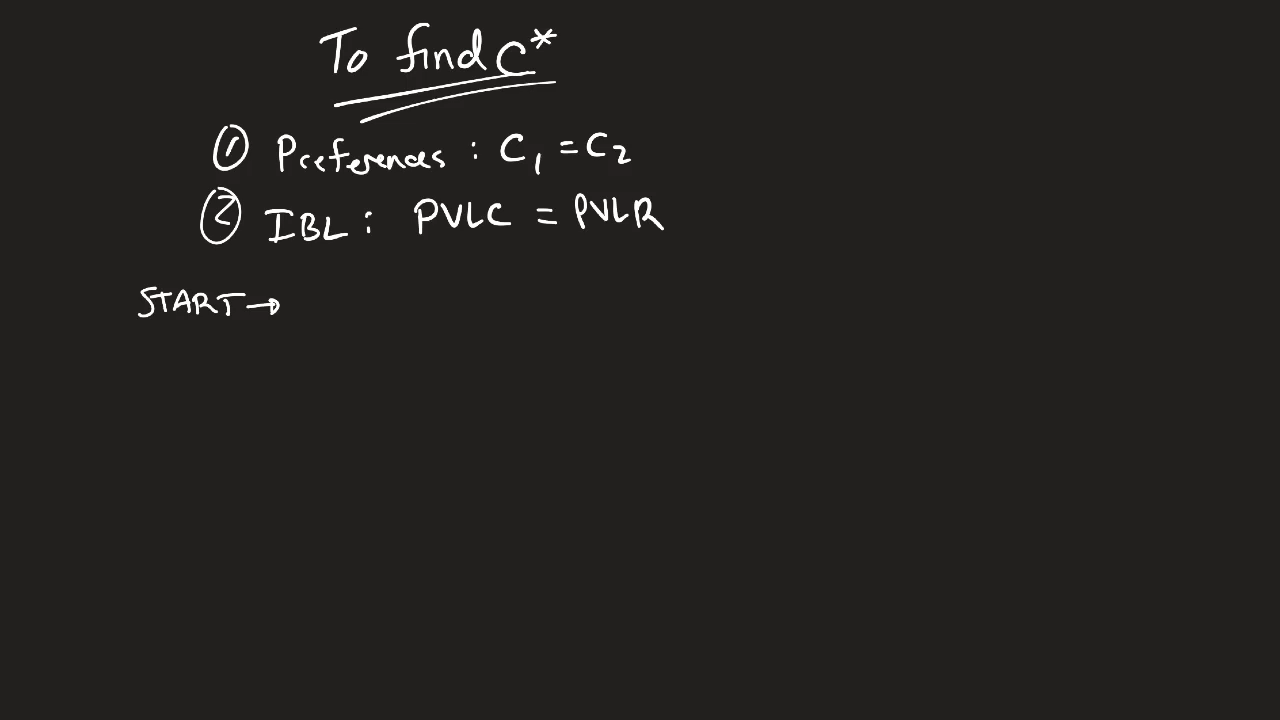 To find C*
① Preferences : C₁ = C₂
② IBL : PVLC = PVLR
START →